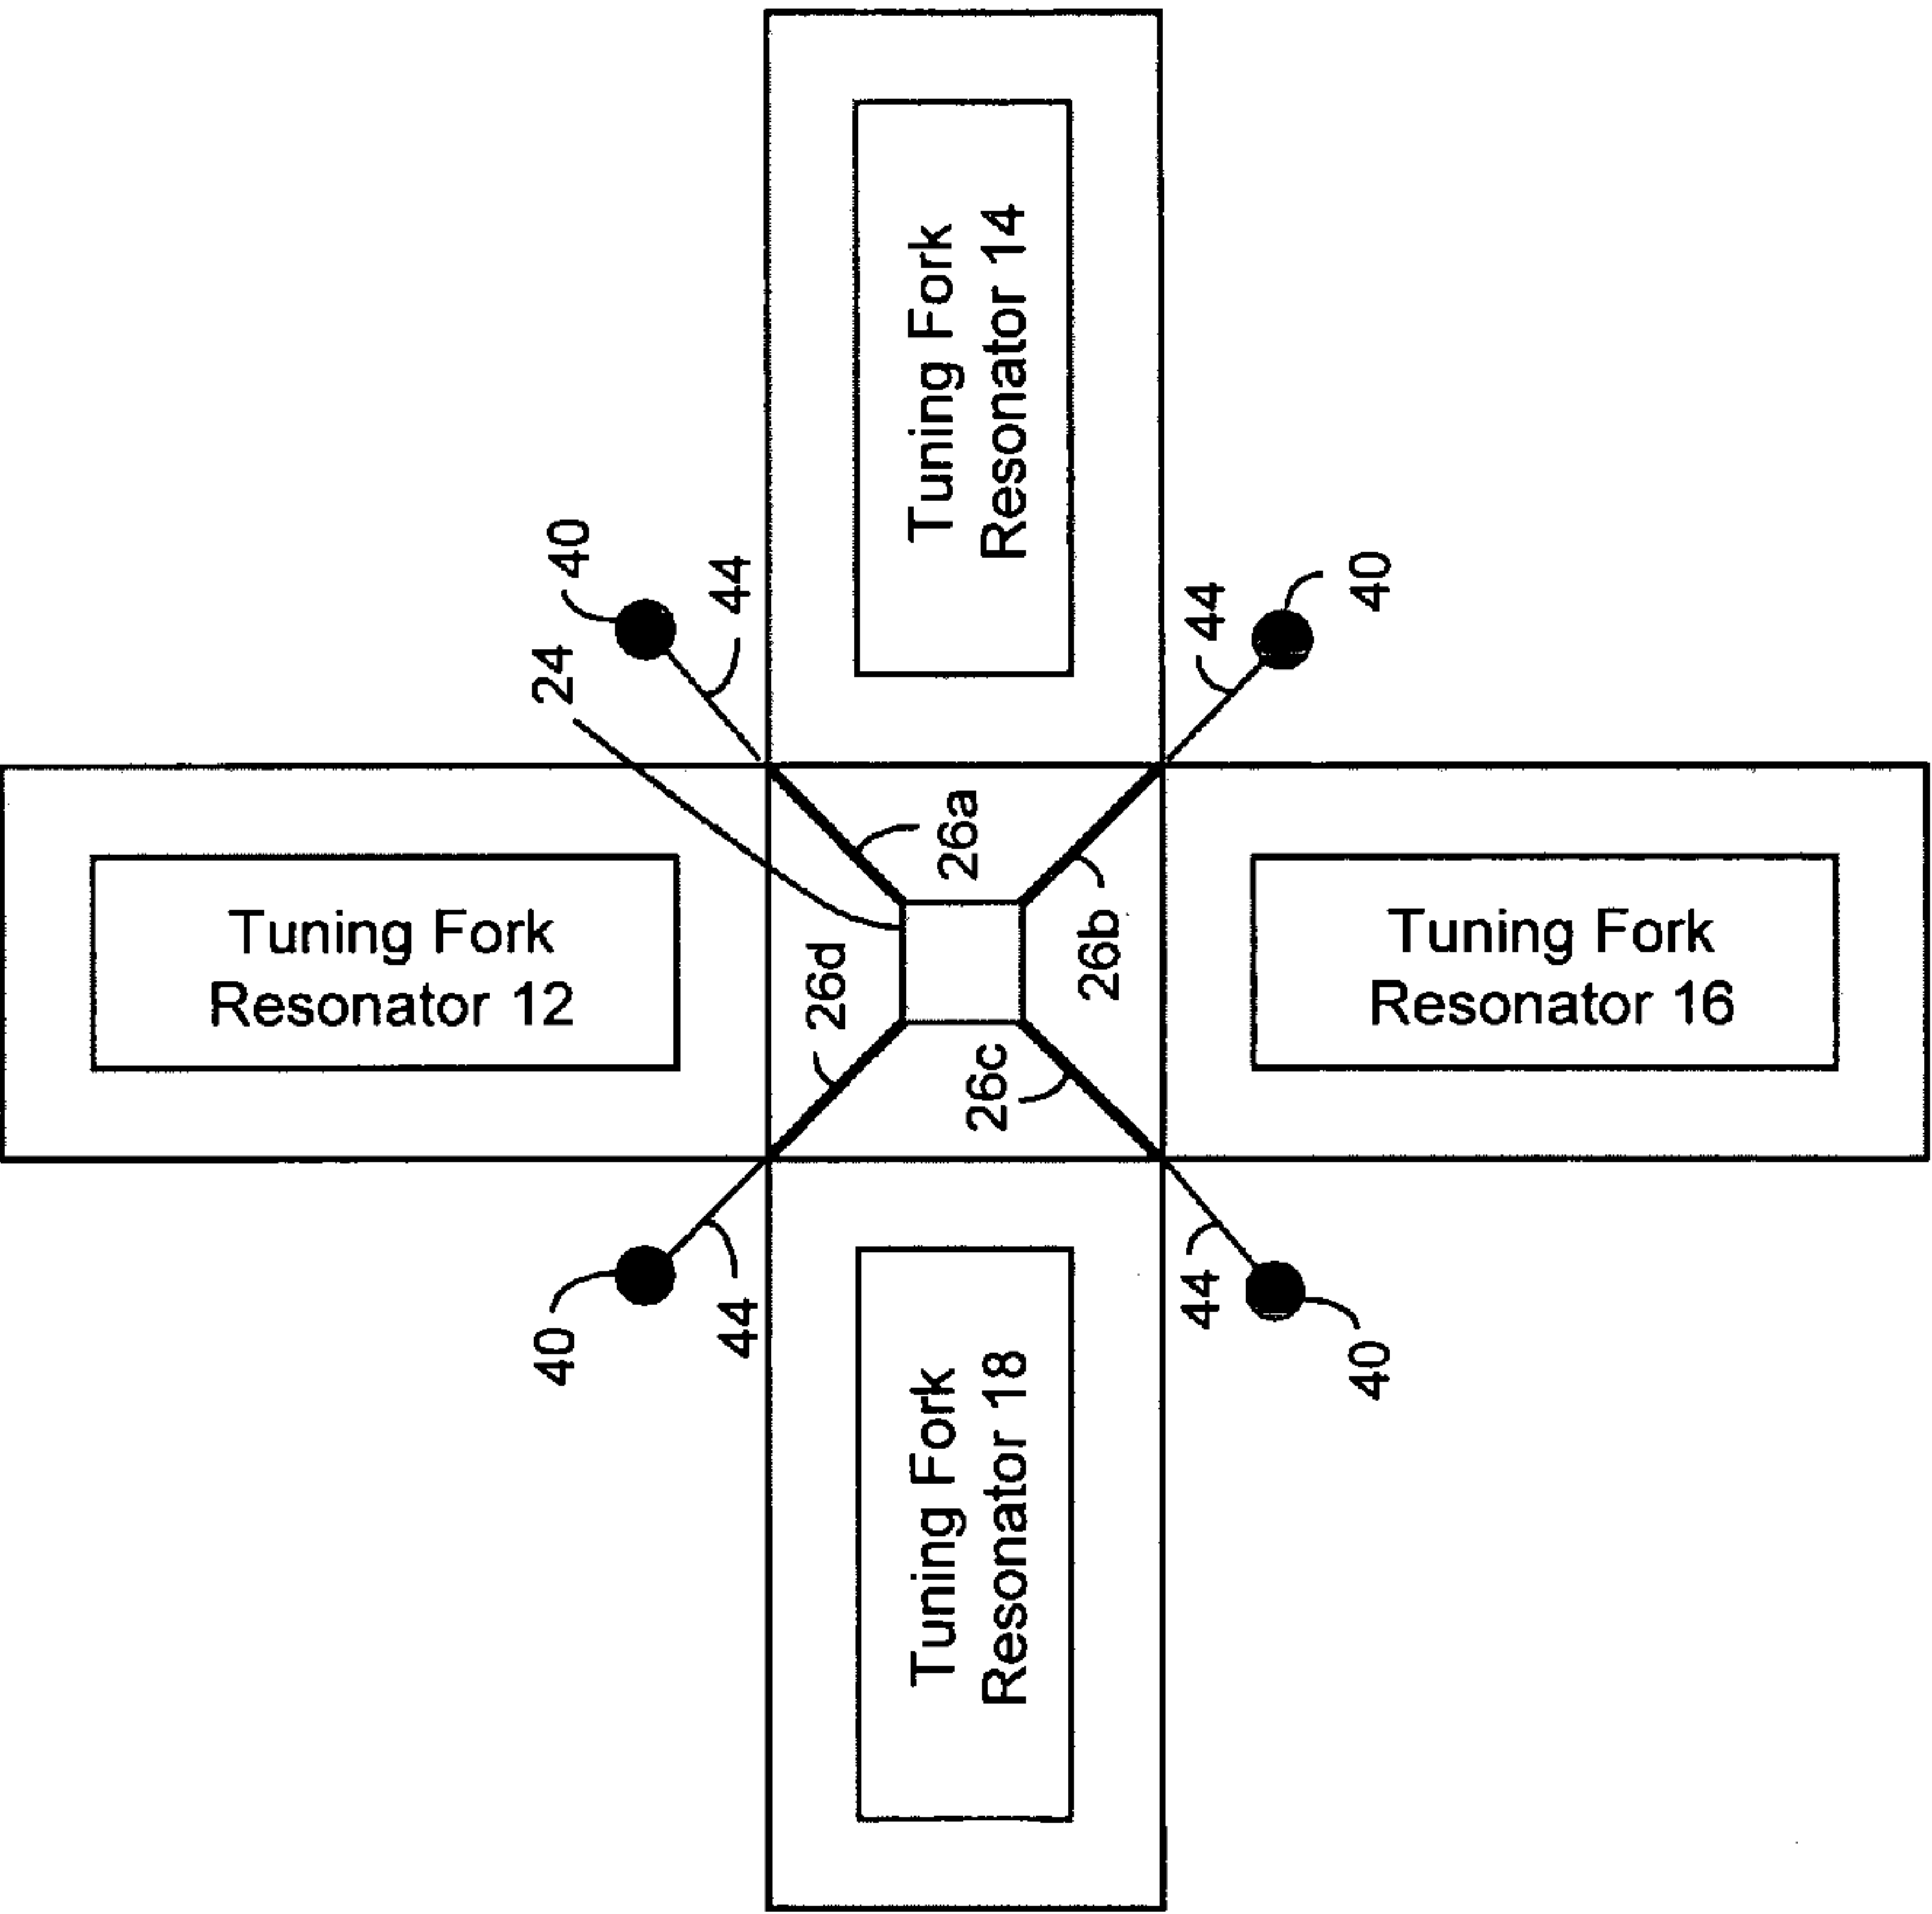 Tuning Fork
Resonator 14
40
44
24
44
40
26a
Tuning Fork
Resonator 12
26d
26b
Tuning Fork
Resonator 16
26c
40
44
44
40
Tuning Fork
Resonator 18